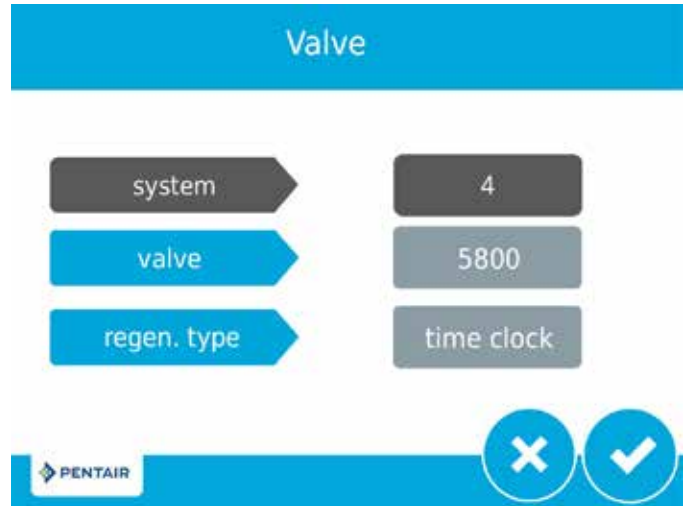 Valve
system 4
valve 5800
regen. type time clock
PENTAIR